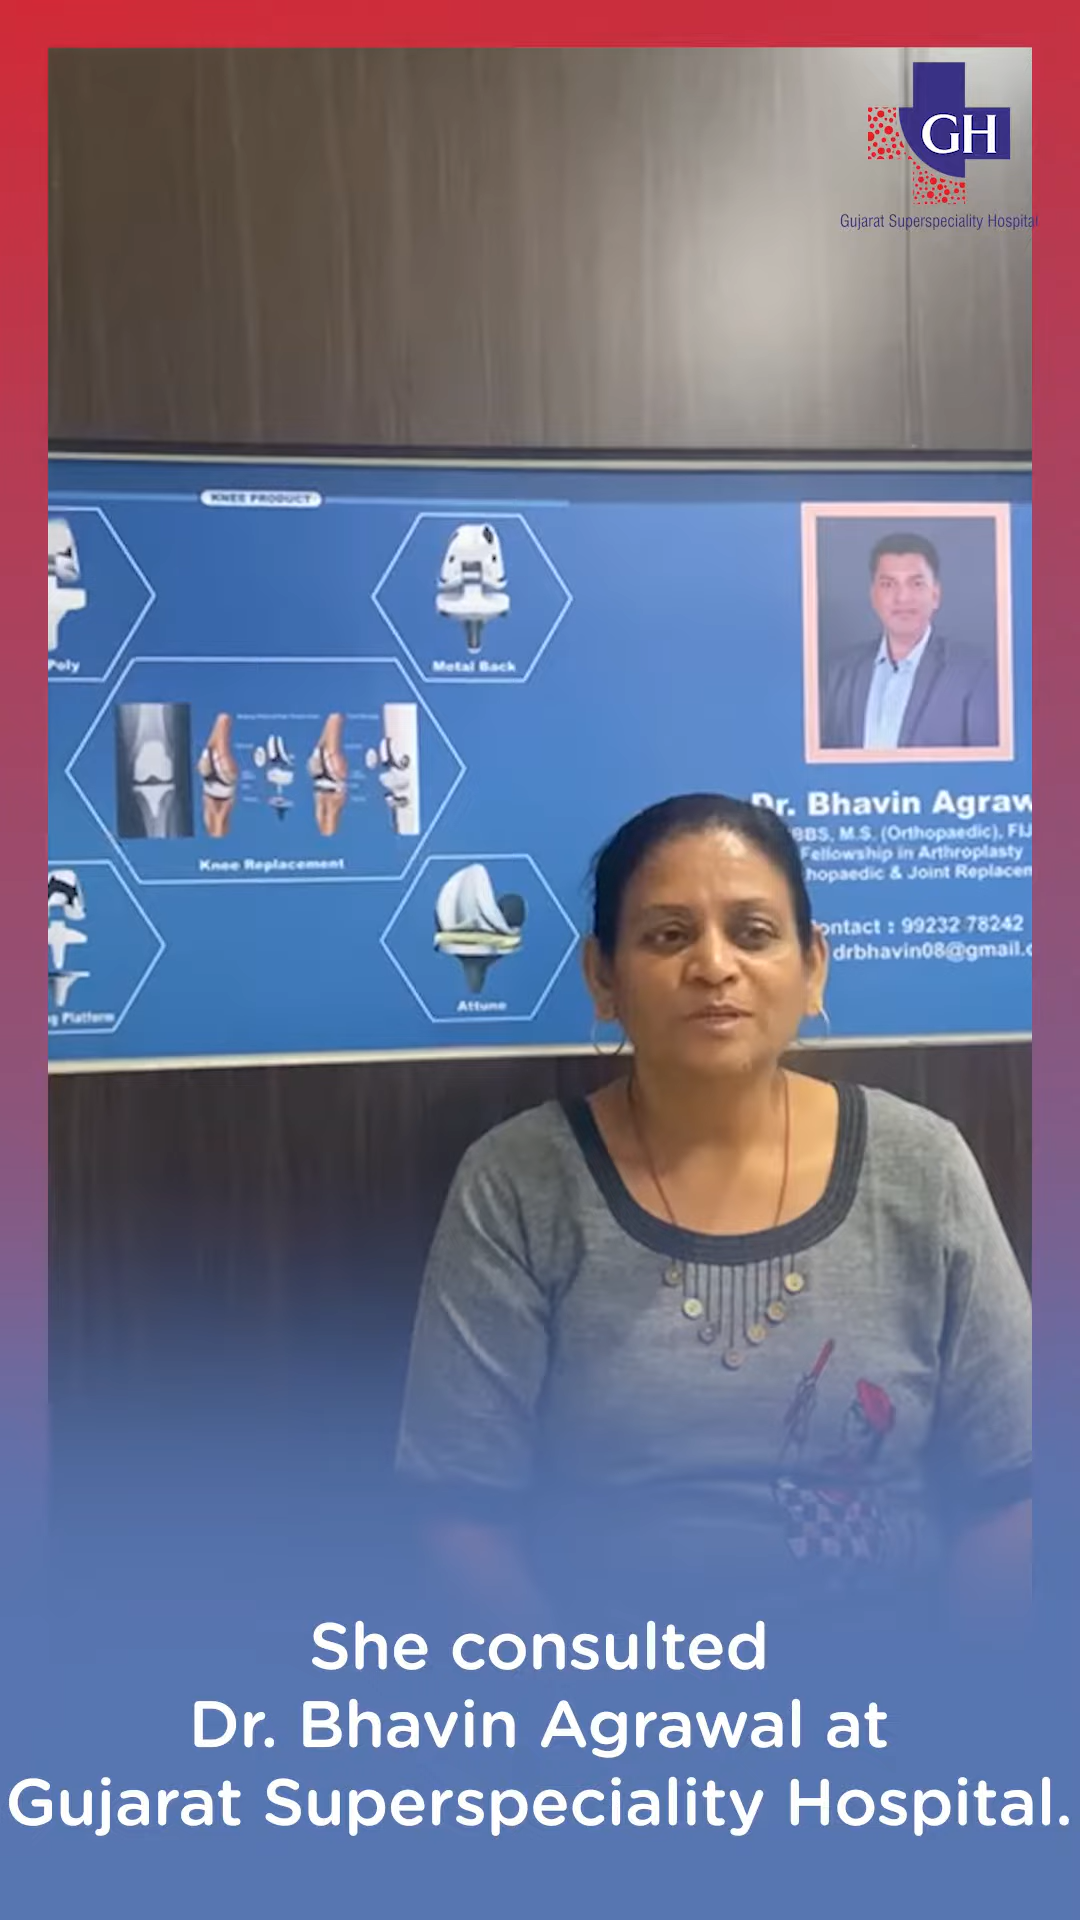 GH
Gujarat Superspeciality Hospital
KNEE PRODUCT
Poly
Metal Back
Knee Replacement
Attune
Platform
Dr. Bhavin Agraw
BBS, M.S. (Orthopaedic), FIJ
Fellowship in Arthroplasty
hopaedic & Joint Replacem
ontact : 99232 78242
drbhavin08@gmail.c
She consulted
Dr. Bhavin Agrawal at
Gujarat Superspeciality Hospital.